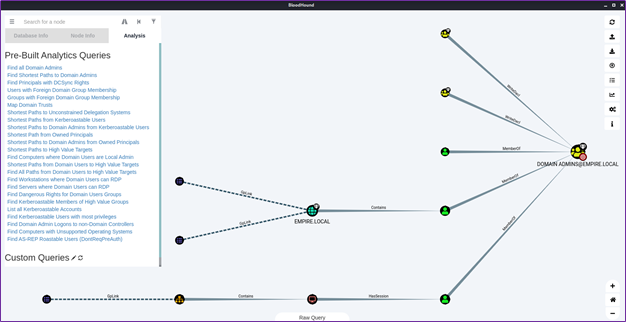 BloodHound
Search for a node
Database Info
Node Info
Analysis
Pre-Built Analytics Queries
Find all Domain Admins
Find Shortest Paths to Domain Admins
Find Principals with DCSync Rights
Users with Foreign Domain Group Membership
Groups with Foreign Domain Group Membership
Map Domain Trusts
Shortest Paths to Unconstrained Delegation Systems
Shortest Paths from Kerberoastable Users
Shortest Paths to Domain Admins from Kerberoastable Users
Shortest Path from Owned Principals
Shortest Paths to Domain Admins from Owned Principals
Shortest Paths to High Value Targets
Find Computers where Domain Users are Local Admin
Shortest Paths from Domain Users to High Value Targets
Find All Paths from Domain Users to High Value Targets
Find Workstations where Domain Users can RDP
Find Servers where Domain Users can RDP
Find Dangerous Rights for Domain Users Groups
Find Kerberoastable Members of High Value Groups
List all Kerberoastable Accounts
Find Kerberoastable Users with most privileges
Find Domain Admin Logons to non-Domain Controllers
Find Computers with Unsupported Operating Systems
Find AS-REP Roastable Users (DontReqPreAuth)
Custom Queries
MemberOf
DOMAIN ADMINS@EMPIRE.LOCAL
MemberOf
GpLink
GpLink
Contains
EMPIRE.LOCAL
MemberOf
GpLink
Contains
HasSession
Raw Query